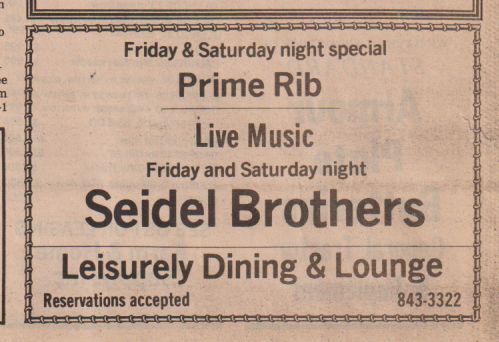 Friday & Saturday night special
Prime Rib
Live Music
Friday and Saturday night
Seidel Brothers
Leisurely Dining & Lounge
Reservations accepted
843-3322